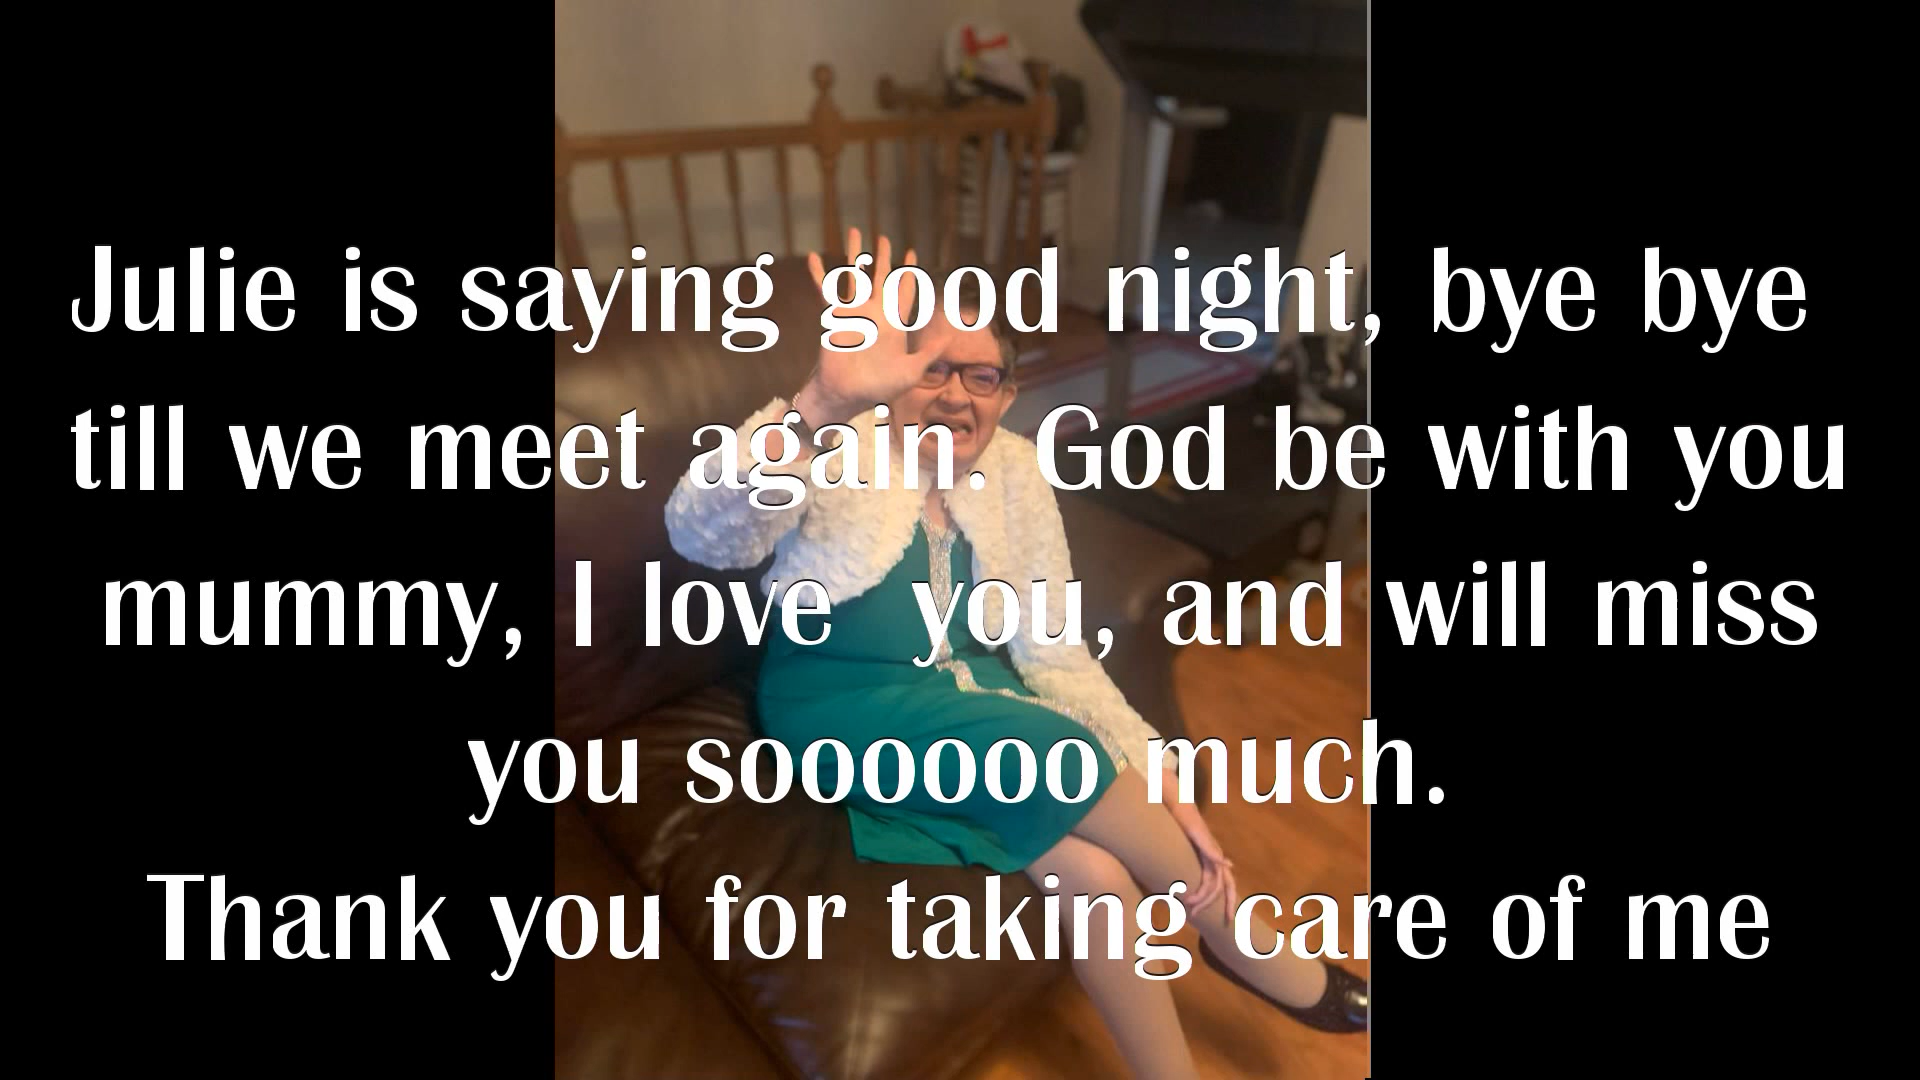 Julie is saying good night, bye bye
till we meet again. God be with you
mummy, I love  you, and will miss
you soooooo much.
Thank you for taking care of me